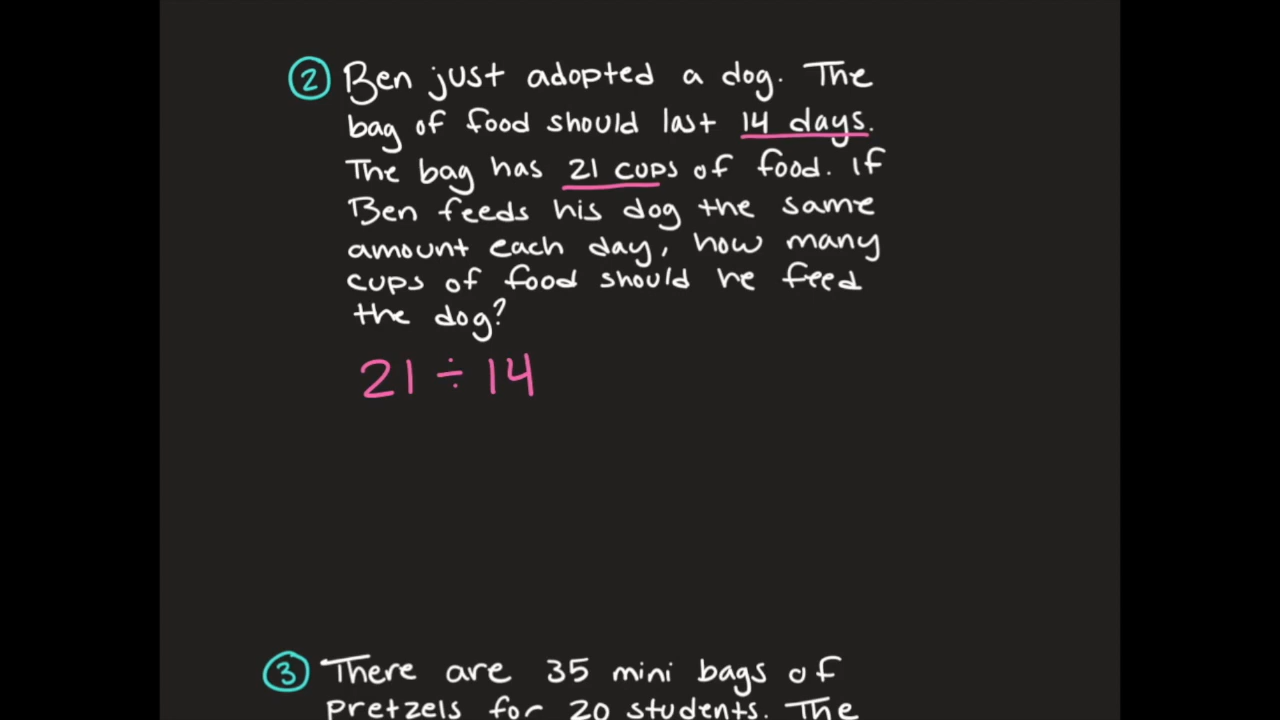 ② Ben just adopted a dog. The
bag of food should last 14 days.
The bag has 21 cups of food. If
Ben feeds his dog the same
amount each day, how many
cups of food should he feed
the dog?
21 ÷ 14
③ There are 35 mini bags of
pretzels for 20 students. The